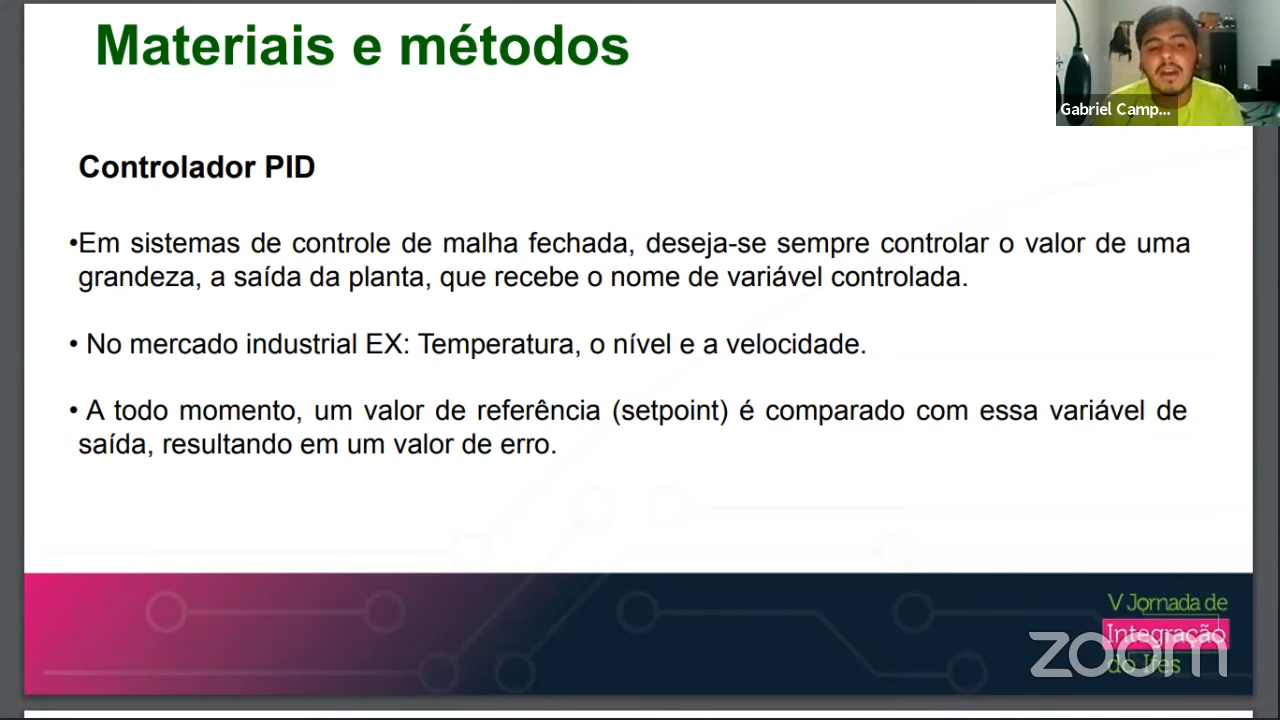 Materiais e métodos
Gabriel Camp...
Controlador PID
•Em sistemas de controle de malha fechada, deseja-se sempre controlar o valor de uma
grandeza, a saída da planta, que recebe o nome de variável controlada.
• No mercado industrial EX: Temperatura, o nível e a velocidade.
• A todo momento, um valor de referência (setpoint) é comparado com essa variável de
saída, resultando em um valor de erro.
V Jornada de
Integração
do Ifes
zoom